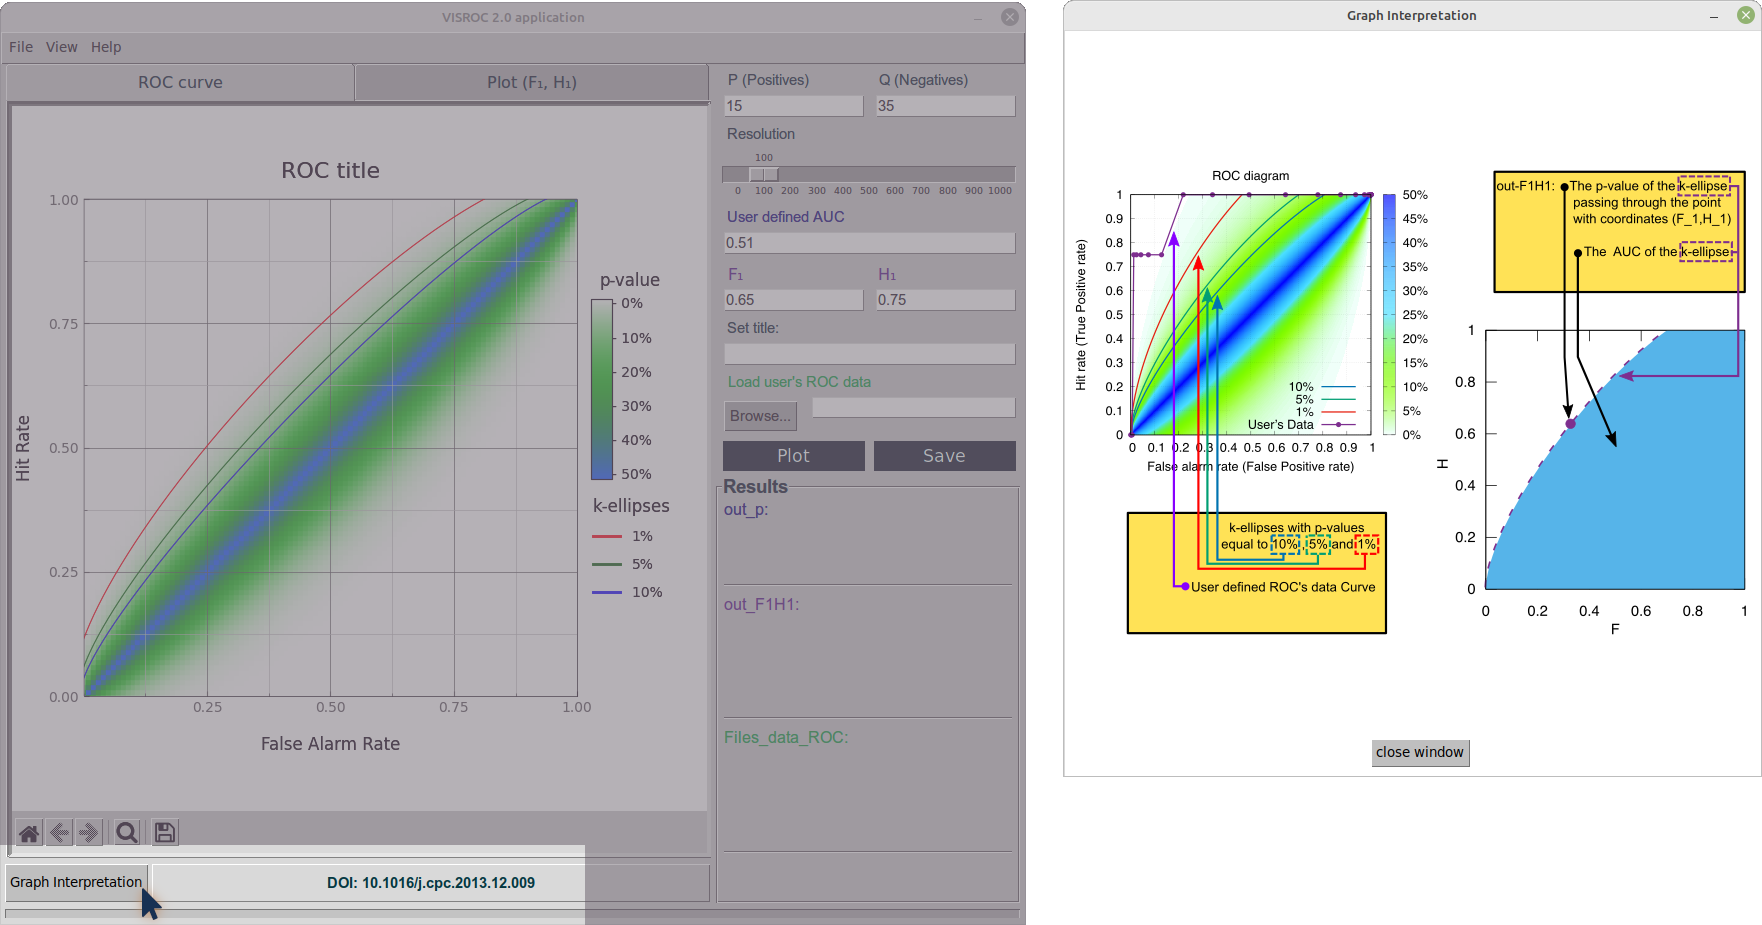 VISROC 2.0 application
File View Help
ROC curve
Plot (F₁, H₁)
ROC title
1.00
0.75
0.50
0.25
0.00
0.25 0.50 0.75 1.00
Hit Rate
False Alarm Rate
p-value
0%
10%
20%
30%
40%
50%
k-ellipses
1%
5%
10%
P (Positives)
Q (Negatives)
15
35
Resolution
100
0 100 200 300 400 500 600 700 800 900 1000
User defined AUC
0.51
F₁
H₁
0.65
0.75
Set title:
Load user's ROC data
Browse...
Plot
Save
Results
out_p:
out_F1H1:
Files_data_ROC:
Graph Interpretation
DOI: 10.1016/j.cpc.2013.12.009
Graph Interpretation
ROC diagram
1
0.9
0.8
0.7
0.6
0.5
0.4
0.3
0.2
0.1
0
0 0.1 0.2 0.3 0.4 0.5 0.6 0.7 0.8 0.9 1
Hit rate (True Positive rate)
False alarm rate (False Positive rate)
10%
5%
1%
User's Data
50%
45%
40%
35%
30%
25%
20%
15%
10%
5%
0%
k-ellipses with p-values
equal to 10%, 5% and 1%
User defined ROC's data Curve
out-F1H1: The p-value of the k-ellipse
passing through the point
with coordinates (F_1,H_1)
The AUC of the k-ellipse
1
0.8
0.6
0.4
0.2
0
H
0 0.2 0.4 0.6 0.8 1
F
close window